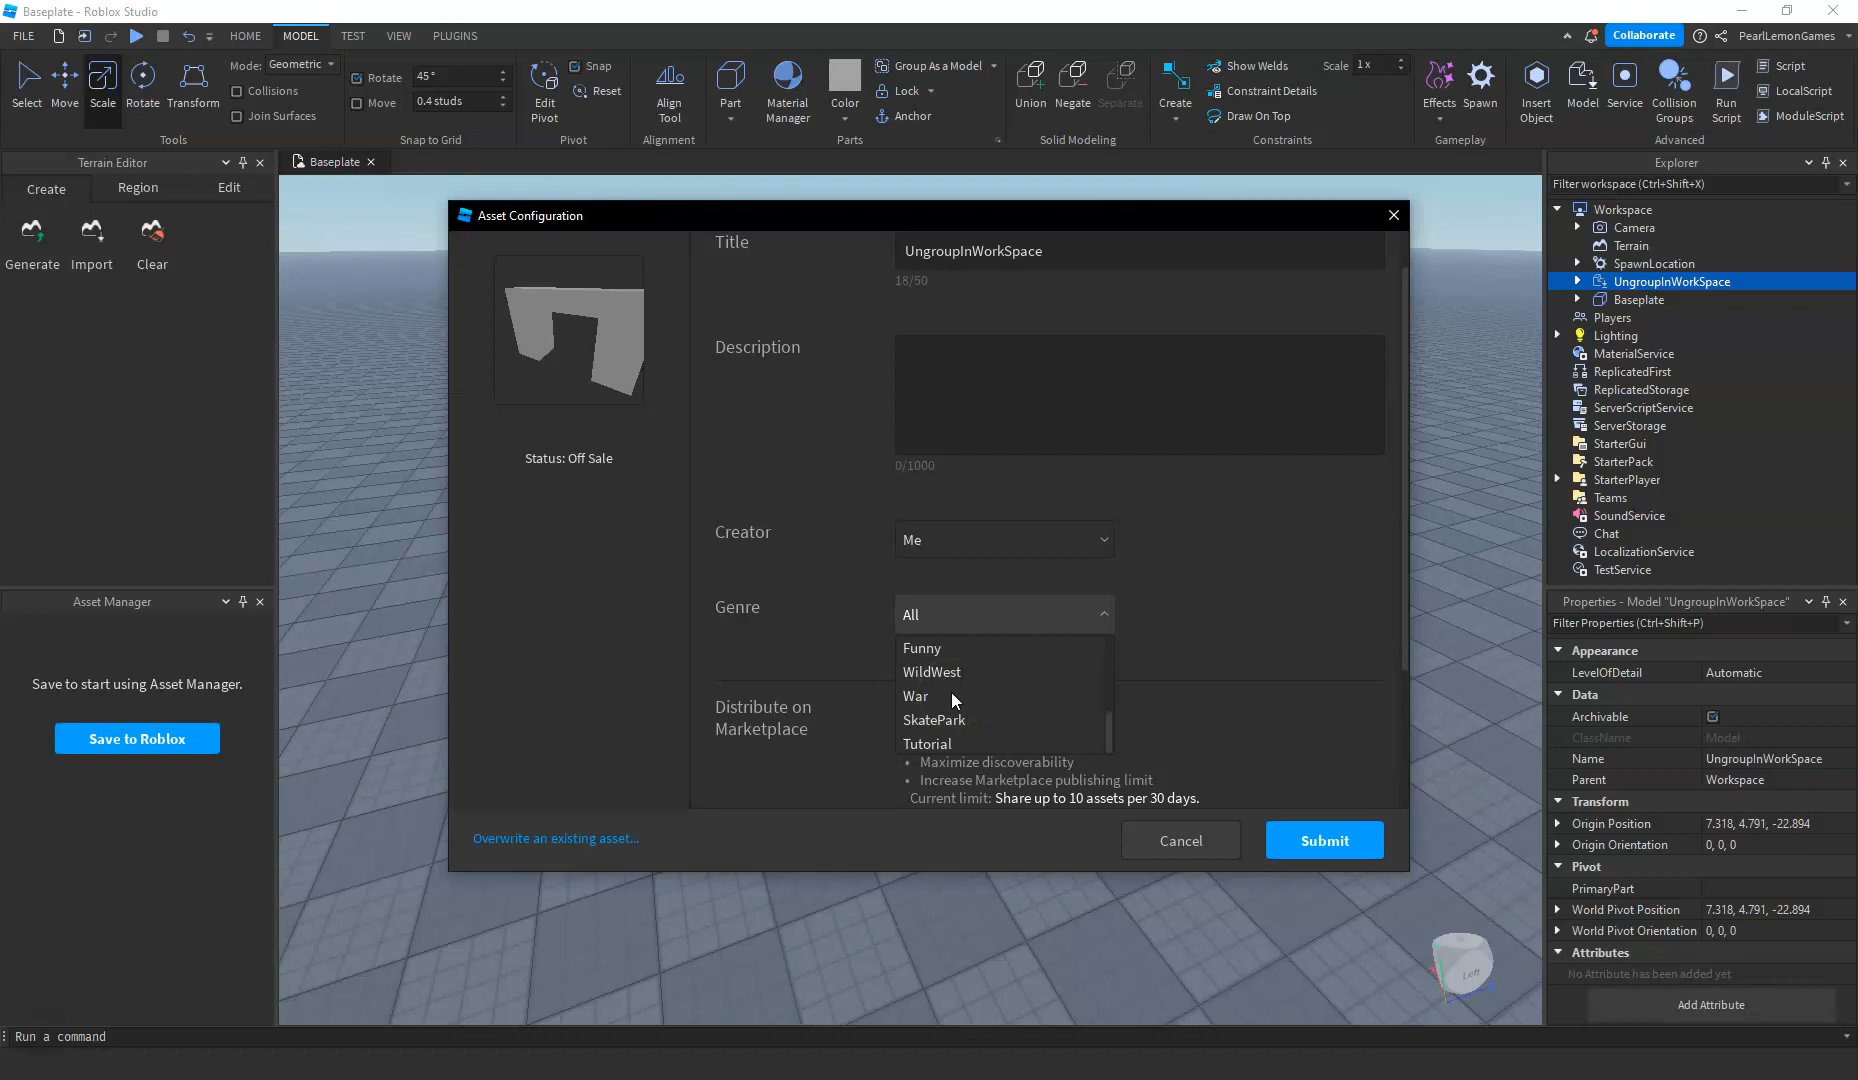 Baseplate - Roblox Studio
FILE HOME MODEL TEST VIEW PLUGINS Collaborate PearlLemonGames
Select Move Scale Rotate Transform
Mode: Geometric
Collisions
Join Surfaces
Tools
Rotate 45°
Move 0.4 studs
Snap to Grid
Edit Pivot
Snap
Reset
Pivot
Align Tool
Alignment
Part
Material Manager
Color
Group As a Model
Lock
Anchor
Parts
Union Negate Separate
Solid Modeling
Create
Show Welds
Constraint Details
Draw On Top
Scale 1 x
Constraints
Effects Spawn
Gameplay
Insert Object
Model
Service
Collision Groups
Run Script
Script
LocalScript
ModuleScript
Advanced
Terrain Editor
Create Region Edit
Generate Import Clear
Asset Manager
Save to start using Asset Manager.
Save to Roblox
Baseplate
Asset Configuration
Status: Off Sale
Title
UngroupInWorkSpace
18/50
Description
0/1000
Creator
Me
Genre
All
Funny
WildWest
War
SkatePark
Tutorial
Distribute on
Marketplace
• Maximize discoverability
• Increase Marketplace publishing limit
Current limit: Share up to 10 assets per 30 days.
Overwrite an existing asset...
Cancel
Submit
Left
Explorer
Filter workspace (Ctrl+Shift+X)
Workspace
Camera
Terrain
SpawnLocation
UngroupInWorkSpace
Baseplate
Players
Lighting
MaterialService
ReplicatedFirst
ReplicatedStorage
ServerScriptService
ServerStorage
StarterGui
StarterPack
StarterPlayer
Teams
SoundService
Chat
LocalizationService
TestService
Properties - Model "UngroupInWorkSpace"
Filter Properties (Ctrl+Shift+P)
Appearance
LevelOfDetail Automatic
Data
Archivable
ClassName Model
Name UngroupInWorkSpace
Parent Workspace
Transform
Origin Position 7.318, 4.791, -22.894
Origin Orientation 0, 0, 0
Pivot
PrimaryPart
World Pivot Position 7.318, 4.791, -22.894
World Pivot Orientation 0, 0, 0
Attributes
No Attribute has been added yet
Add Attribute
Run a command